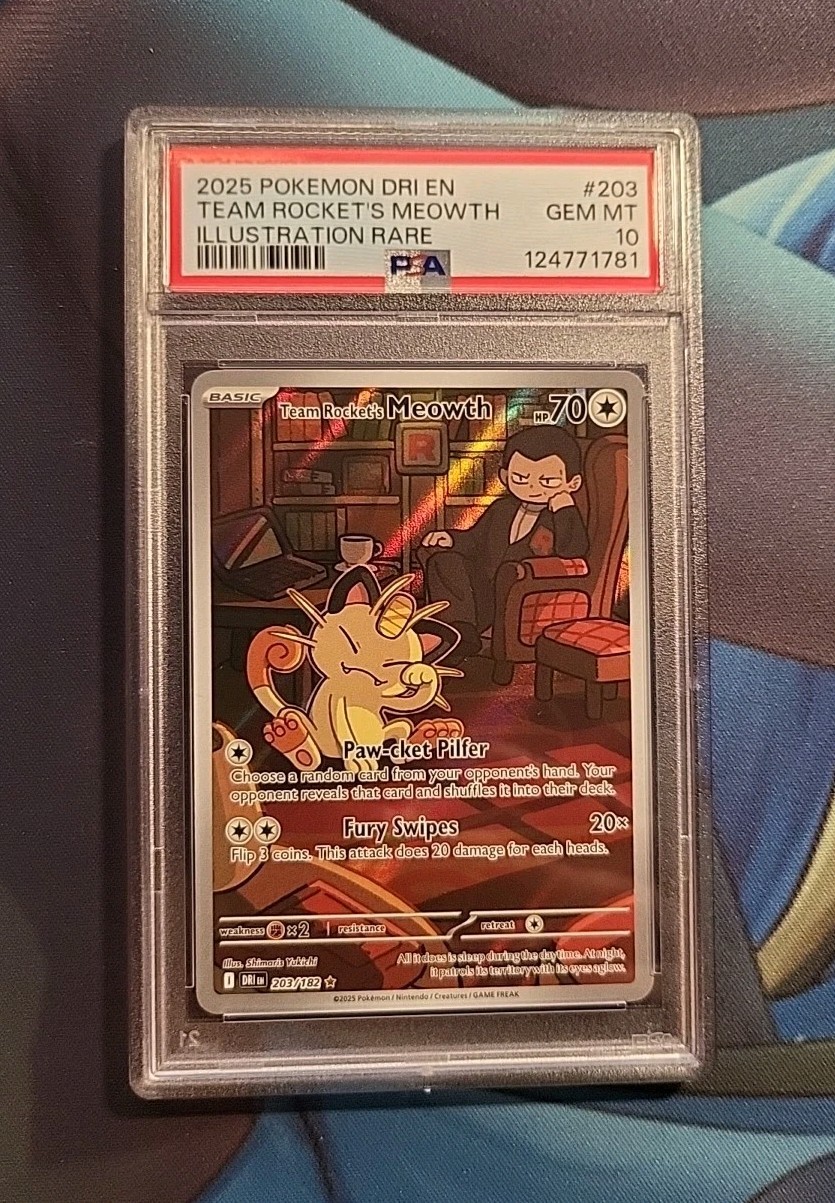 2025 POKEMON DRI EN #203
TEAM ROCKET'S MEOWTH GEM MT
ILLUSTRATION RARE 10
PSA 124771781
BASIC Team Rocket's Meowth HP 70
R
Paw-cket Pilfer
Choose a random card from your opponent's hand. Your
opponent reveals that card and shuffles it into their deck.
Fury Swipes 20×
Flip 3 coins. This attack does 20 damage for each heads.
weakness ×2 resistance retreat
Illus. Shimaris Yukichi
All it does is sleep during the daytime. At night,
it patrols its territory with its eyes aglow.
I DRI EN 203/182
©2025 Pokémon / Nintendo / Creatures / GAME FREAK